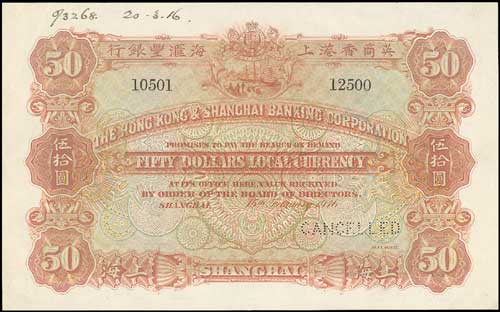 93268. 20-3.16.
行銀豐滙海 上港香商英
50 50
10501 12500
THE HONG KONG & SHANGHAI BANKING CORPORATION
PROMISES TO PAY THE BEARER ON DEMAND
伍拾圓 伍拾圓
FIFTY DOLLARS LOCAL CURRENCY
AT ITS OFFICE HERE, VALUE RECEIVED.
BY ORDER OF THE BOARD OF DIRECTORS.
SHANGHAI
CANCELLED
50 海上 SHANGHAI 海上 50